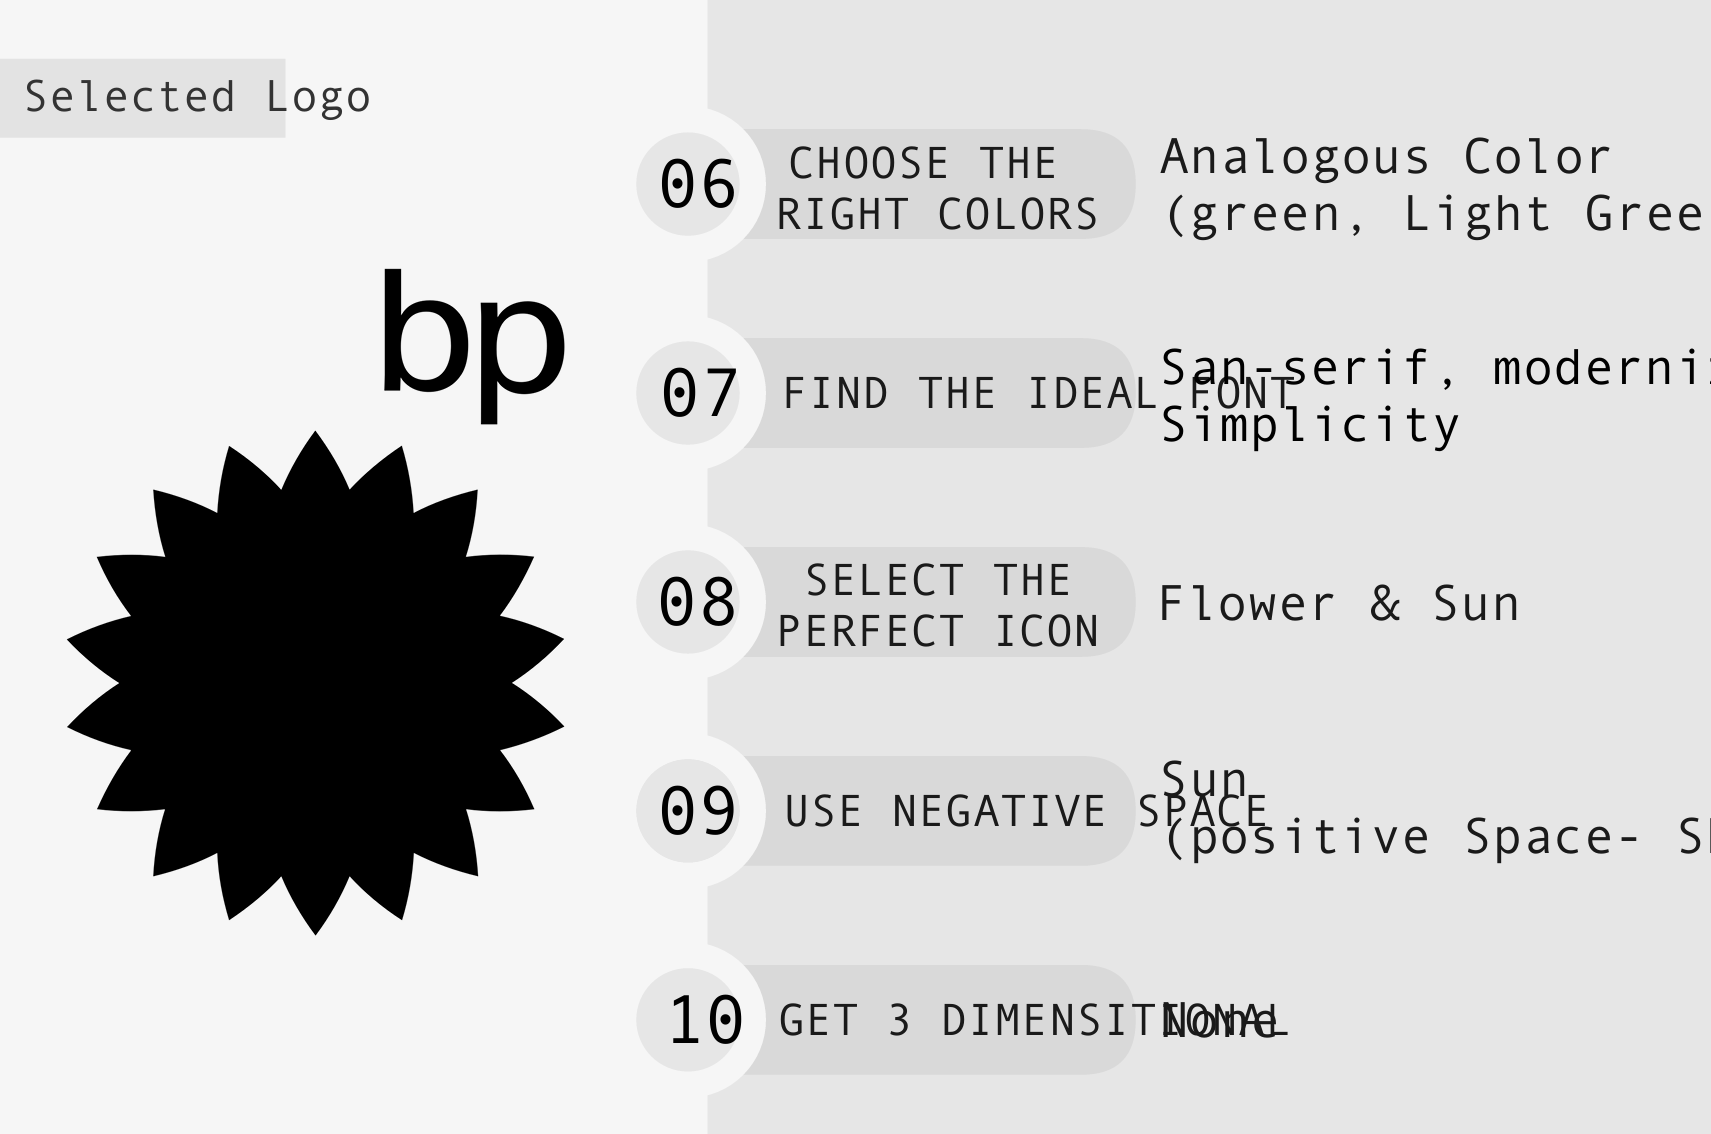 Selected Logo
bp
06
CHOOSE THE
RIGHT COLORS
Analogous Color
(green, Light Gree
07
FIND THE IDEAL FONT
San-serif, moderni
Simplicity
08
SELECT THE
PERFECT ICON
Flower & Sun
09
USE NEGATIVE SPACE
Sun
(positive Space-
10
GET 3 DIMENSITIONAL
None